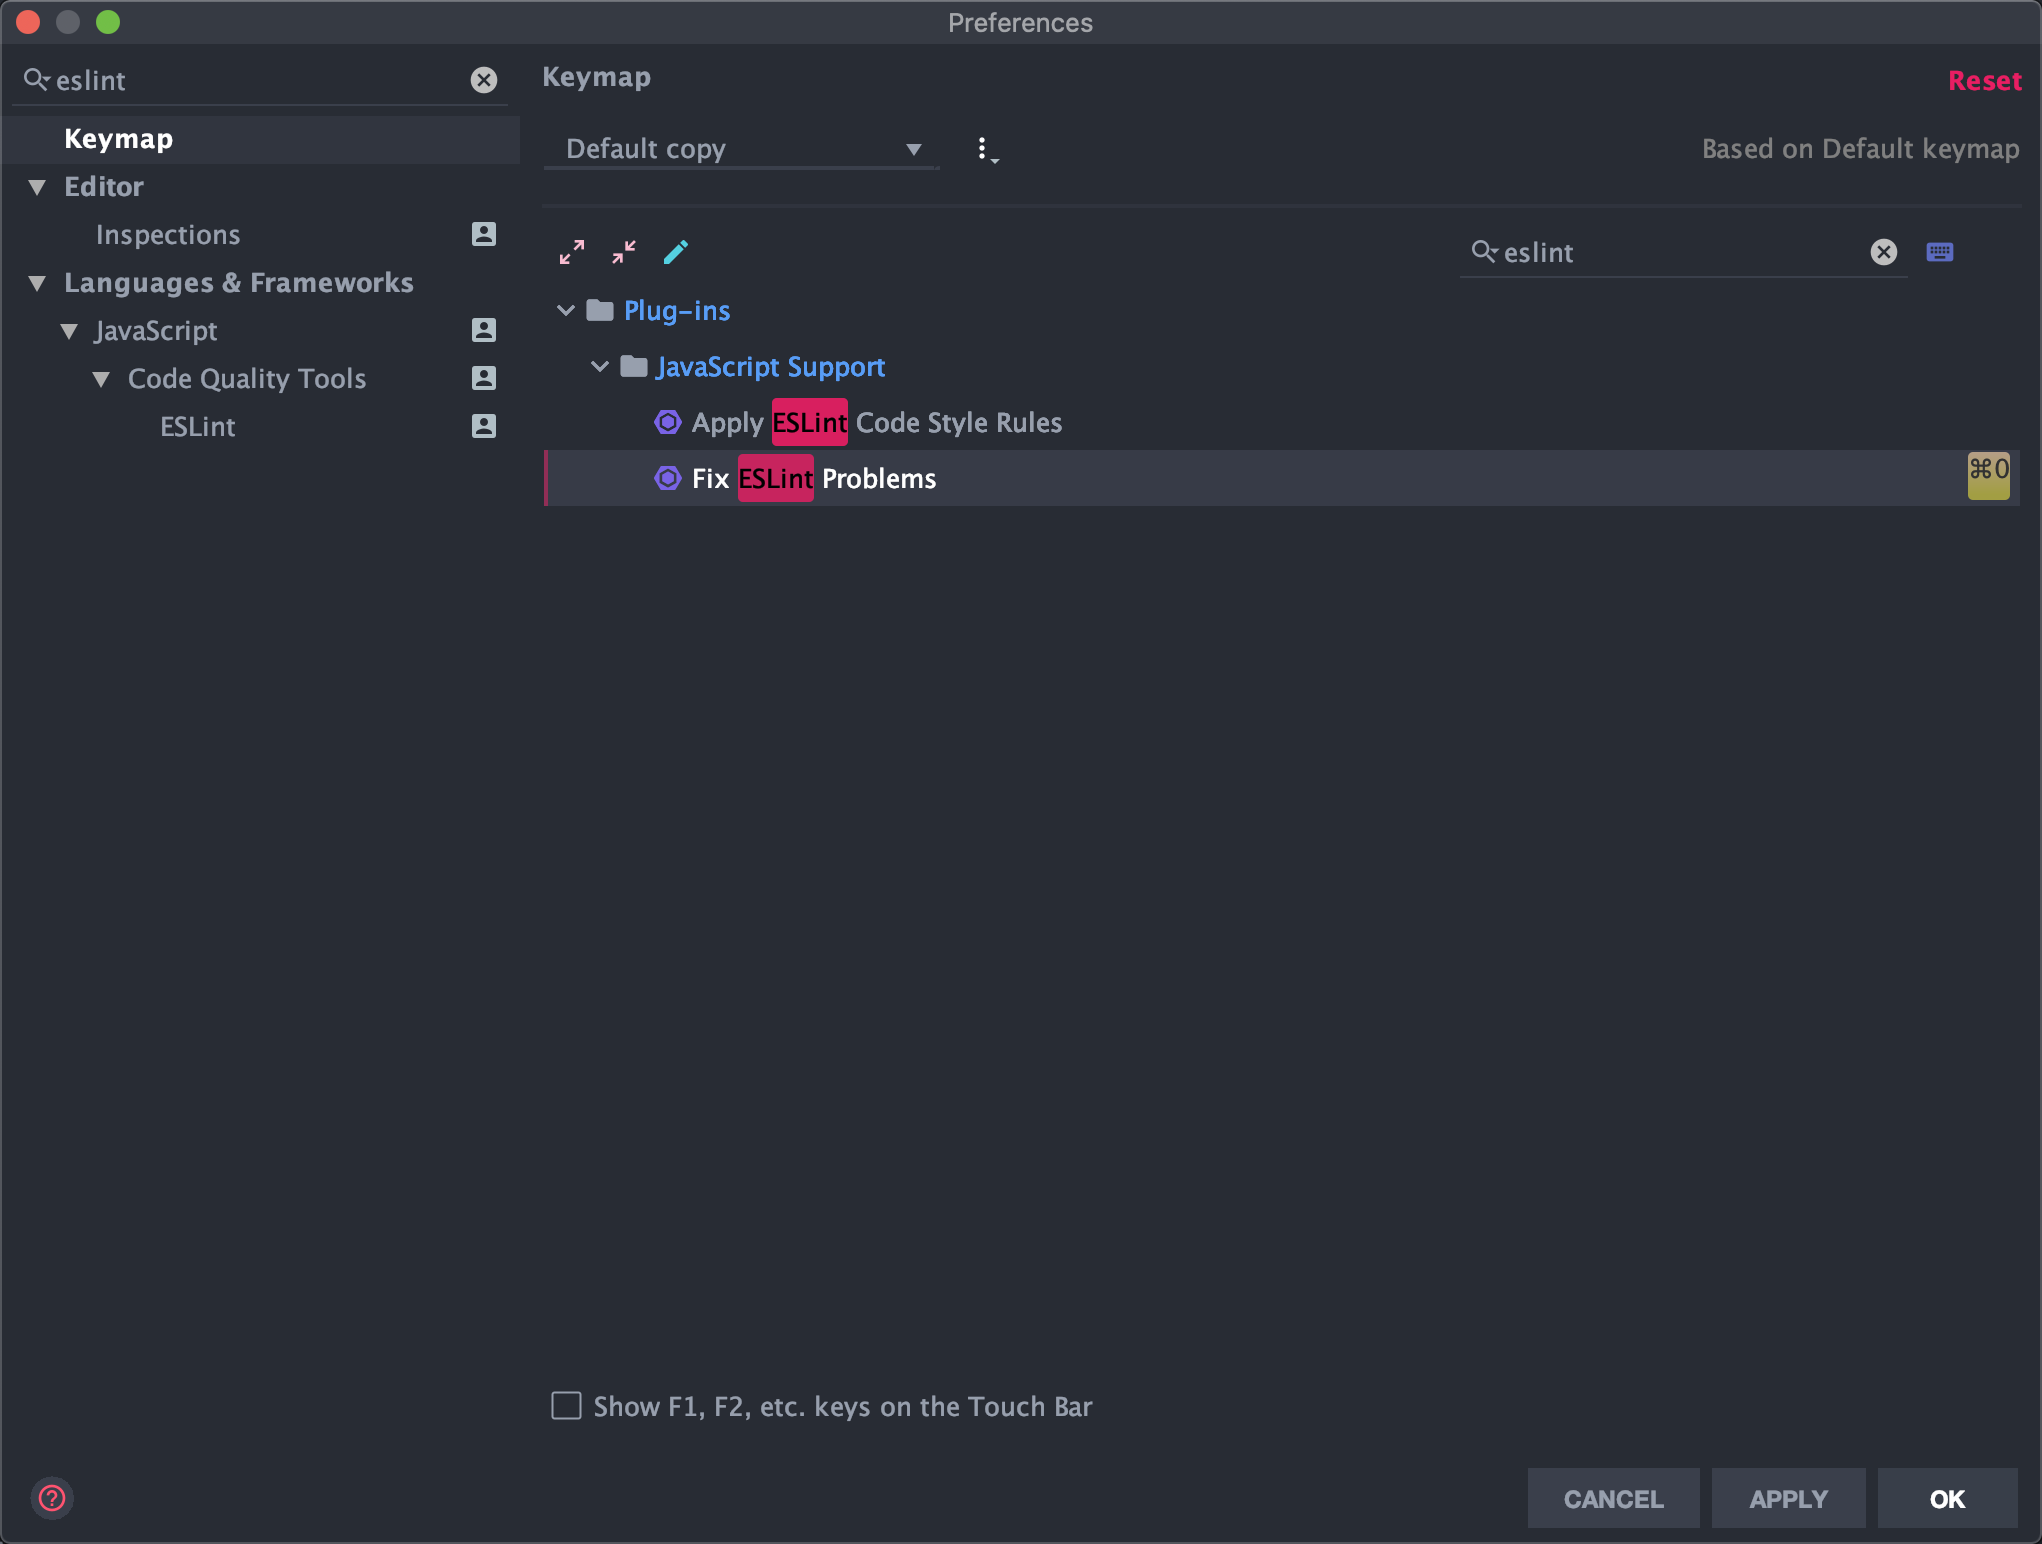 Preferences
eslint
Keymap
Editor
Inspections
Languages & Frameworks
JavaScript
Code Quality Tools
ESLint
Keymap
Reset
Default copy
Based on Default keymap
eslint
Plug-ins
JavaScript Support
Apply ESLint Code Style Rules
Fix ESLint Problems
⌘0
Show F1, F2, etc. keys on the Touch Bar
?
CANCEL
APPLY
OK